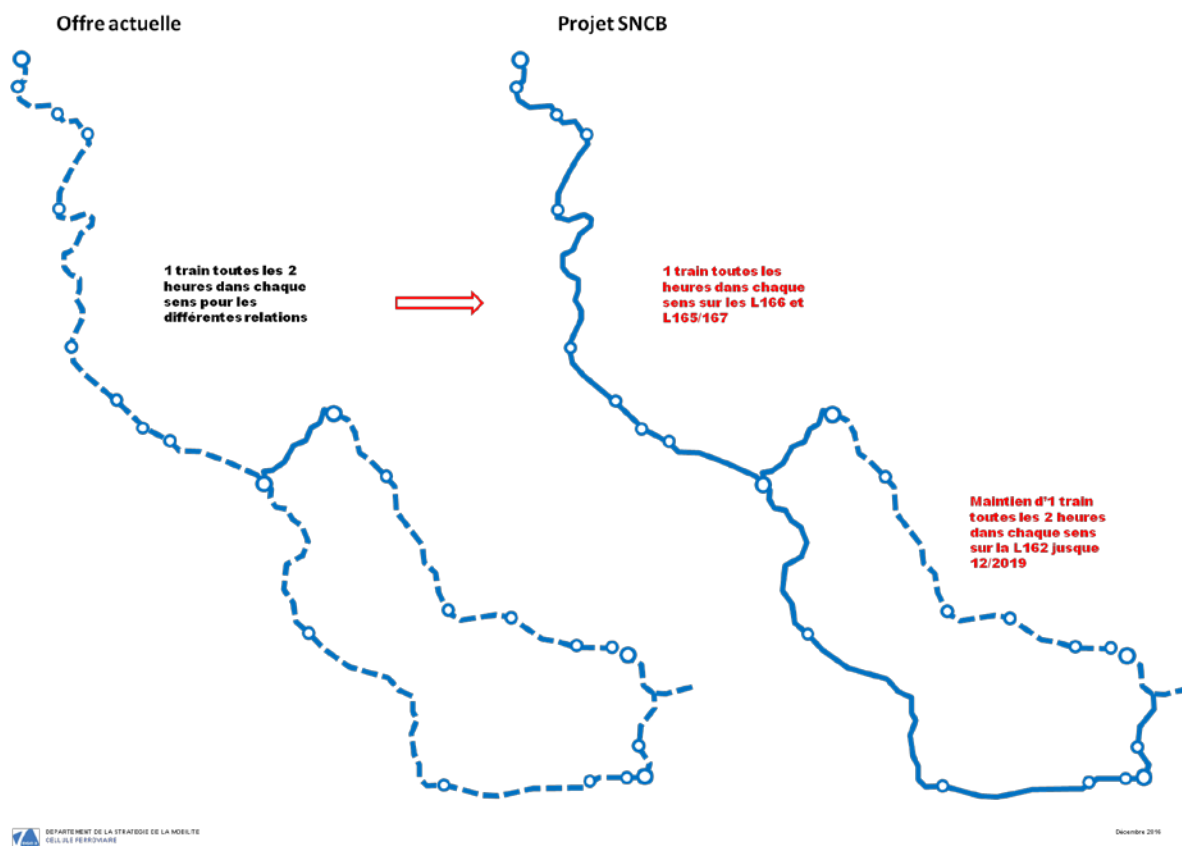 Offre actuelle
Projet SNCB
1 train toutes les 2
heures dans chaque
sens pour les
différentes relations
1 train toutes les
heures dans chaque
sens sur les L166 et
L165/167
Maintien d'1 train
toutes les 2 heures
dans chaque sens
sur la L162 jusque
12/2019
DEPARTEMENT DE LA STRATEGIE DE LA MOBILITE
CELLULE FERROVIAIRE
Décembre 2016